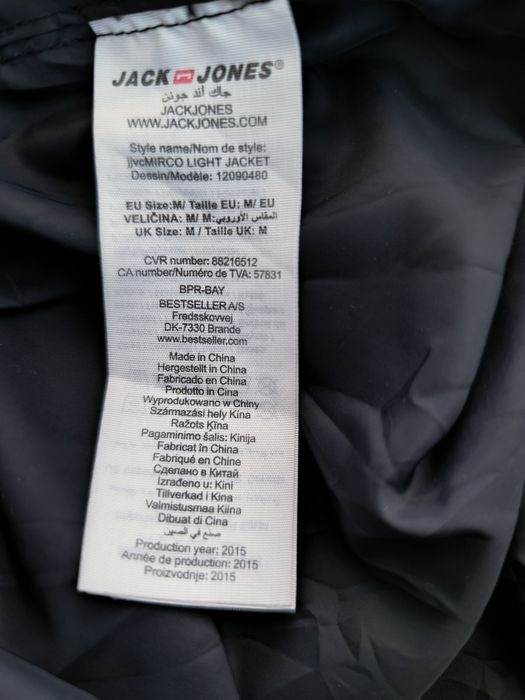 JACK JONES®
جاك أند جونن
JACKJONES
WWW.JACKJONES.COM
Style name/Nom de style:
jjvcMIRCO LIGHT JACKET
Dessin/Modèle: 12090480
EU Size:M/ Taille EU: M/ EU
VELIČINA: M/ M:المقاس الأوروبي
UK Size: M / Taille UK: M
CVR number: 88216512
CA number/Numéro de TVA: 57831
BPR-BAY
BESTSELLER A/S
Fredsskovvej
DK-7330 Brande
www.bestseller.com
Made in China
Hergestellt in China
Fabricado en China
Prodotto in Cina
Wyprodukowano w Chiny
Származási hely Kína
Ražots Ķīna
Pagaminimo šalis: Kinija
Fabricat în China
Fabriqué en Chine
Сделано в Китай
Izrađeno u: Kini
Tillverkad i Kina
Valmistusmaa Kiina
Dibuat di Cina
صنع في الصين
Production year: 2015
Année de production: 2015
Proizvodnje: 2015